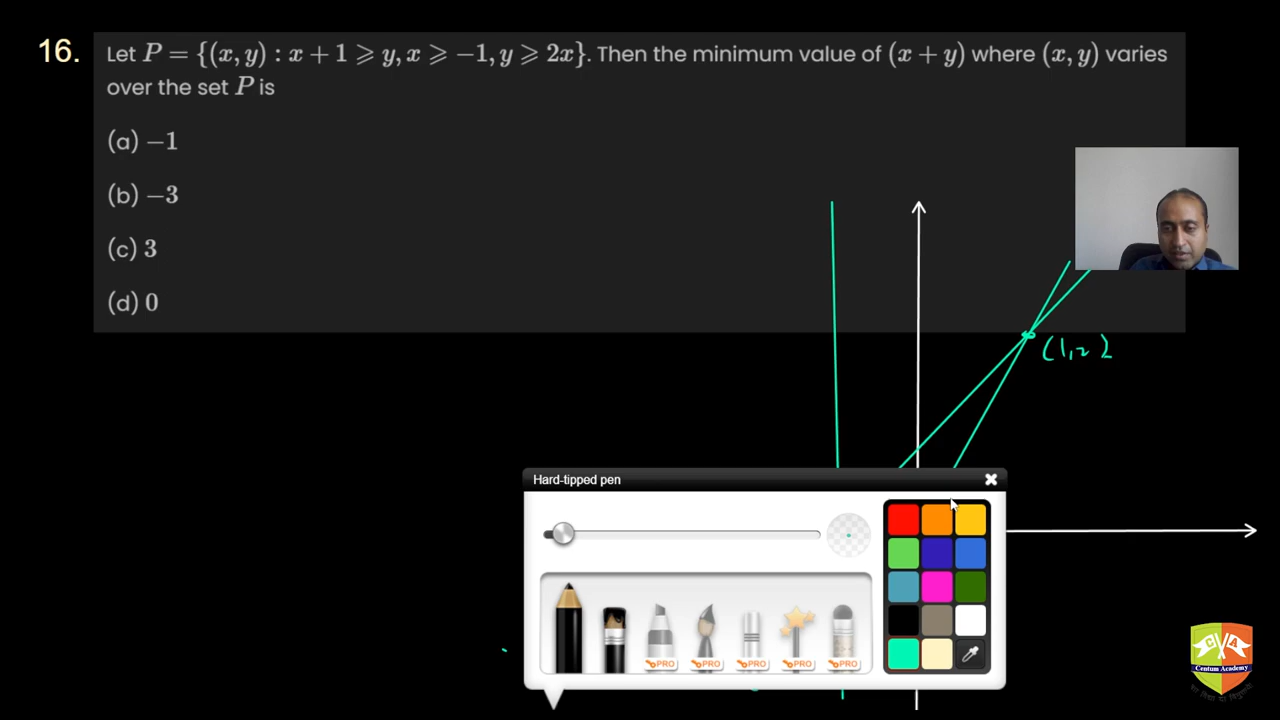 16. Let P = {(x, y) : x + 1 ⩾ y, x ⩾ −1, y ⩾ 2x}. Then the minimum value of (x + y) where (x, y) varies
over the set P is
(a) −1
(b) −3
(c) 3
(d) 0
(1,2)
Hard-tipped pen
PRO PRO PRO PRO PRO
C A
Centum Academy